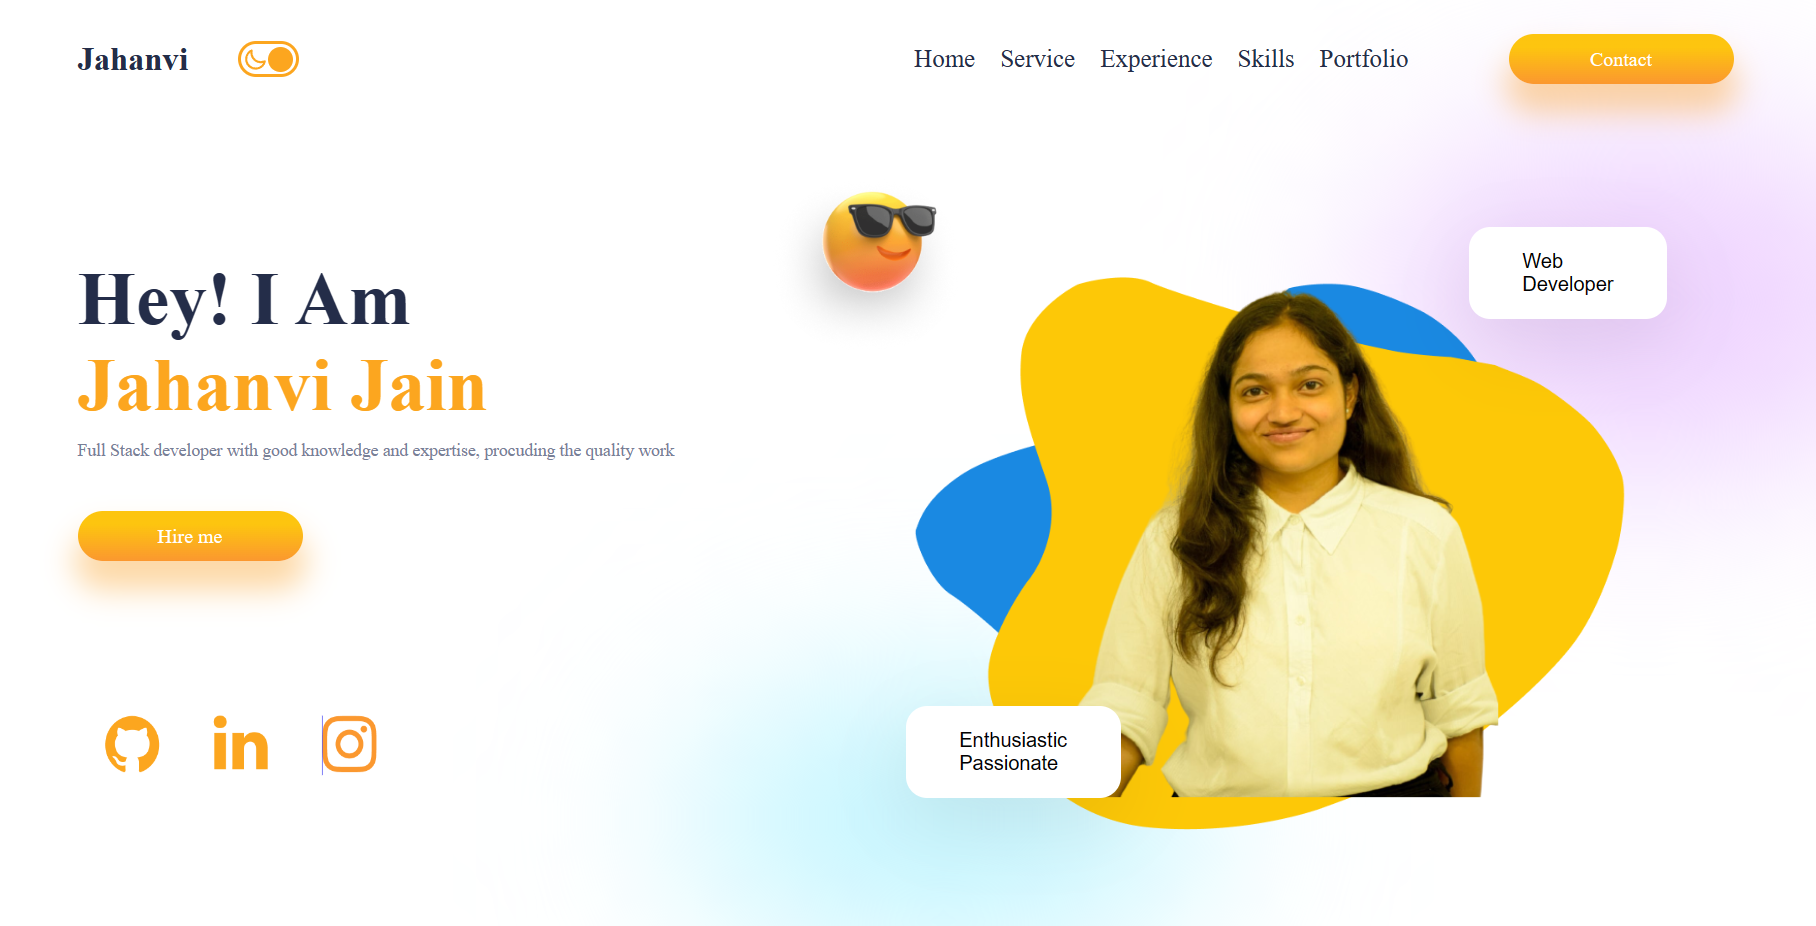 Jahanvi
Home Service Experience Skills Portfolio
Contact
Hey! I Am
Jahanvi Jain
Full Stack developer with good knowledge and expertise, procuding the quality work
Hire me
Web
Developer
Enthusiastic
Passionate
in